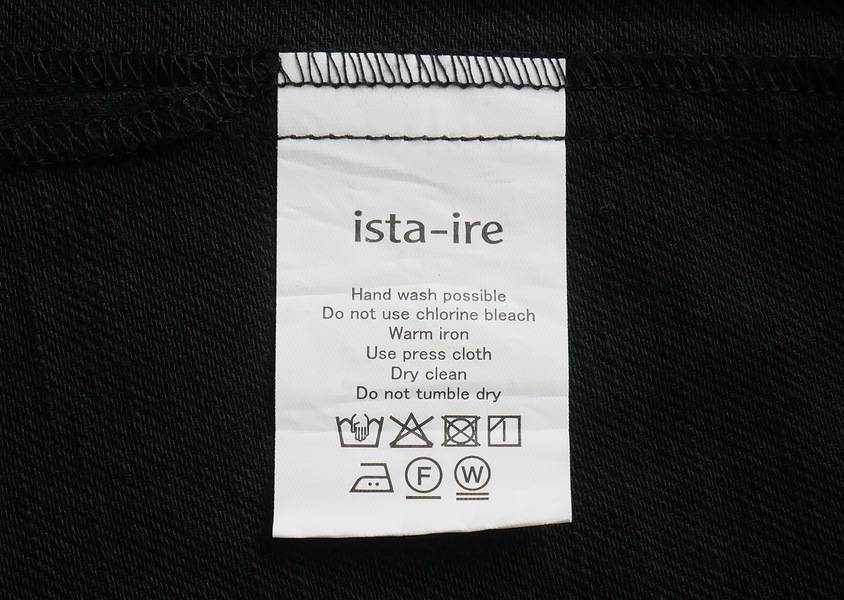 ista-ire
Hand wash possible
Do not use chlorine bleach
Warm iron
Use press cloth
Dry clean
Do not tumble dry
F W